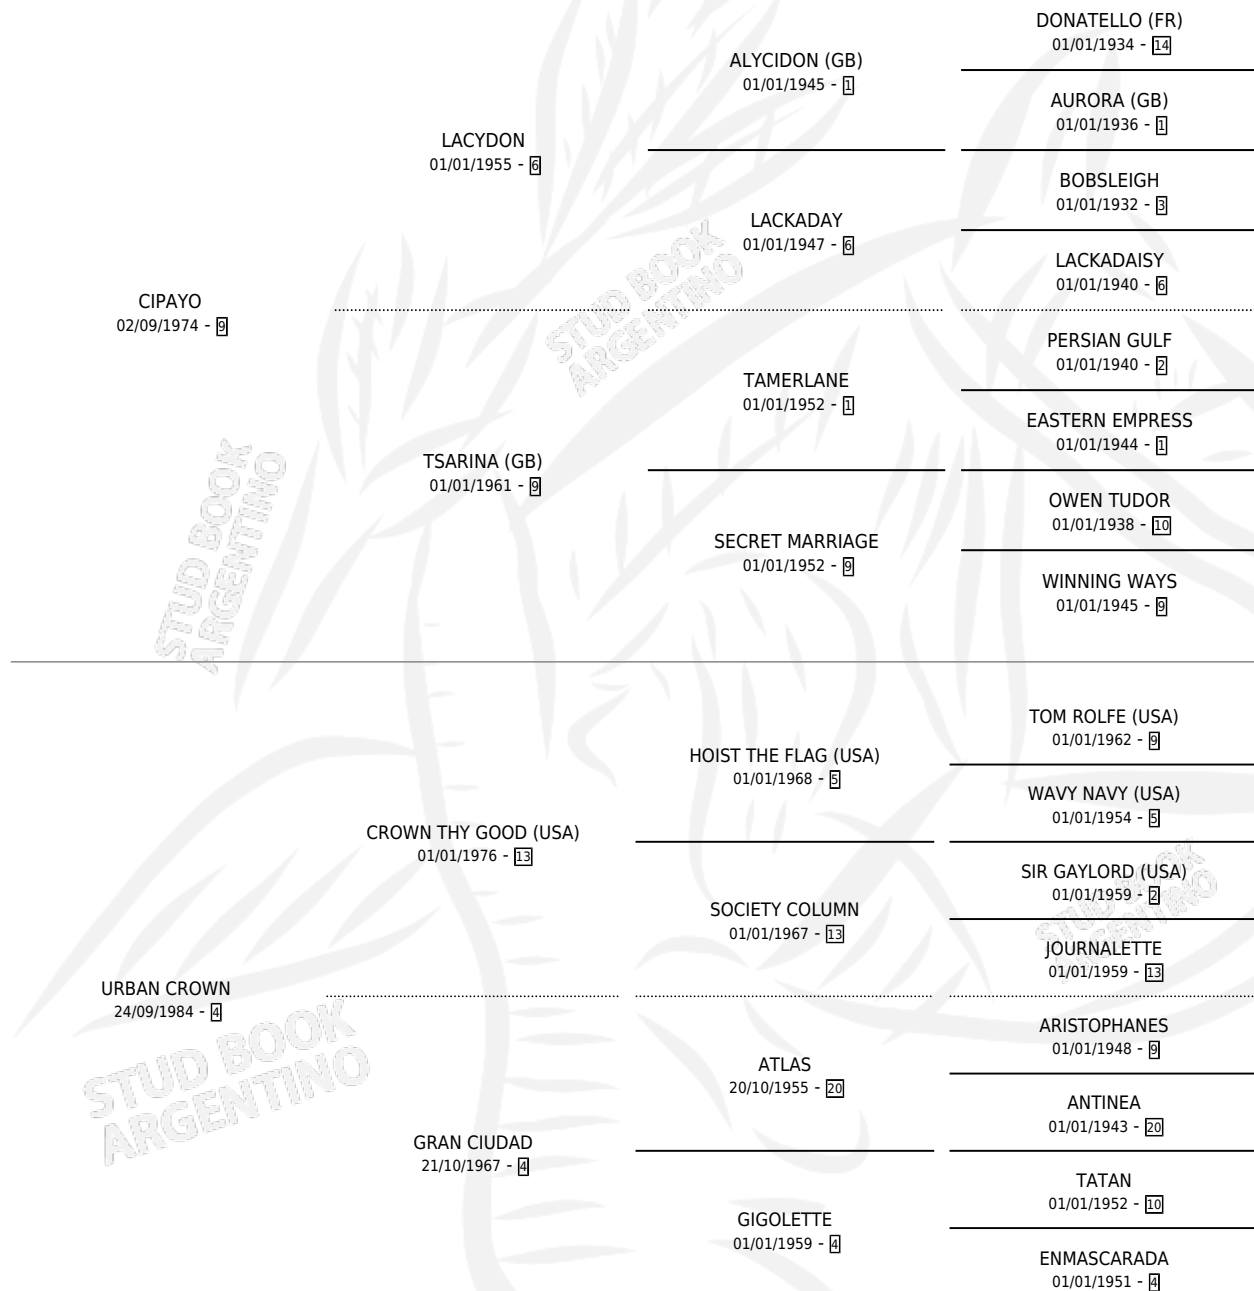 DONATELLO (FR)
01/01/1934 - 14
ALYCIDON (GB)
01/01/1945 - 1
AURORA (GB)
01/01/1936 - 1
LACYDON
01/01/1955 - 6
BOBSLEIGH
01/01/1932 - 3
LACKADAY
01/01/1947 - 6
LACKADAISY
01/01/1940 - 6
CIPAYO
02/09/1974 - 9
PERSIAN GULF
01/01/1940 - 2
TAMERLANE
01/01/1952 - 1
EASTERN EMPRESS
01/01/1944 - 1
TSARINA (GB)
01/01/1961 - 9
OWEN TUDOR
01/01/1938 - 10
SECRET MARRIAGE
01/01/1952 - 9
WINNING WAYS
01/01/1945 - 9
TOM ROLFE (USA)
01/01/1962 - 9
HOIST THE FLAG (USA)
01/01/1968 - 5
WAVY NAVY (USA)
01/01/1954 - 5
CROWN THY GOOD (USA)
01/01/1976 - 13
SIR GAYLORD (USA)
01/01/1959 - 2
SOCIETY COLUMN
01/01/1967 - 13
JOURNALETTE
01/01/1959 - 13
URBAN CROWN
24/09/1984 - 4
ARISTOPHANES
01/01/1948 - 9
ATLAS
20/10/1955 - 20
ANTINEA
01/01/1943 - 20
GRAN CIUDAD
21/10/1967 - 4
TATAN
01/01/1952 - 10
GIGOLETTE
01/01/1959 - 4
ENMASCARADA
01/01/1951 - 4
STUD BOOK
ARGENTINO
STUD BOOK
ARGENTINO
STUD BOOK
ARGENTINO
STUD BOOK
ARGENTINO